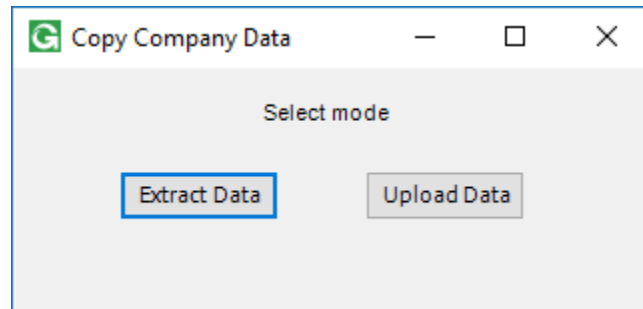 Copy Company Data
Select mode
Extract Data Upload Data